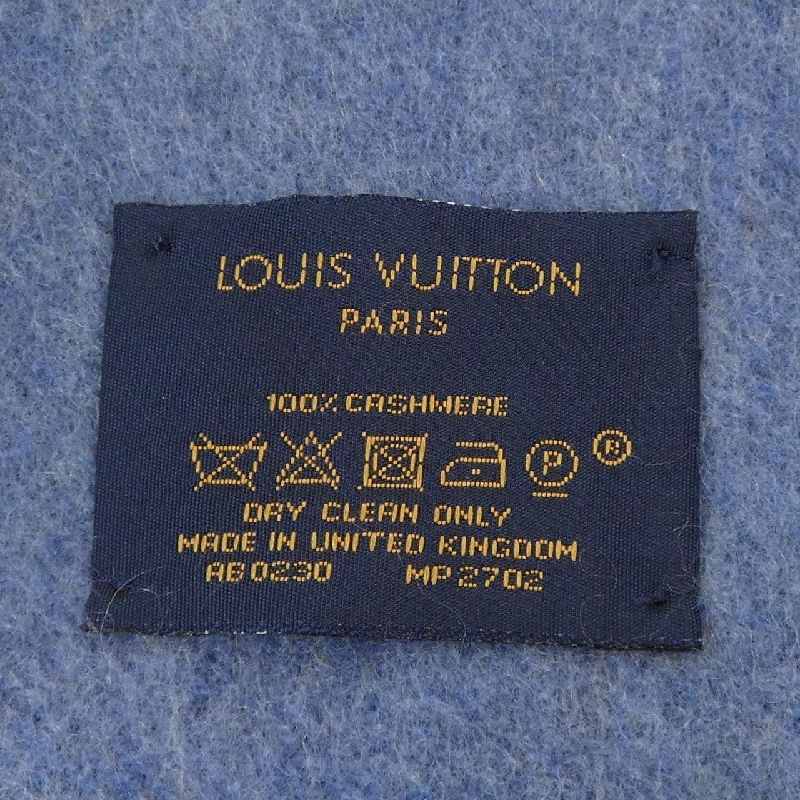 LOUIS VUITTON
PARIS
100% CASHMERE
P ®
DRY CLEAN ONLY
MADE IN UNITED KINGDOM
AB0230 MP2702